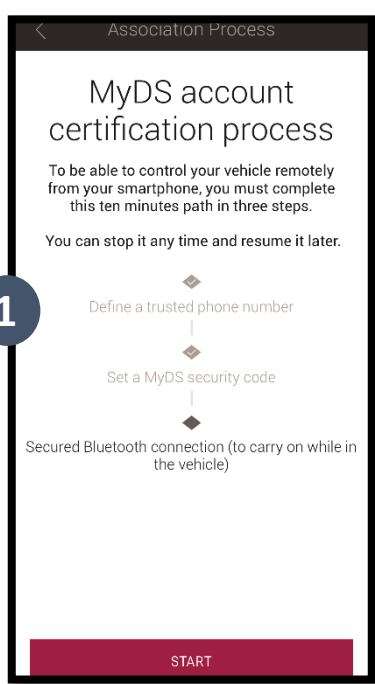 Association Process
MyDS account
certification process
To be able to control your vehicle remotely
from your smartphone, you must complete
this ten minutes path in three steps.
You can stop it any time and resume it later.
1
Define a trusted phone number
Set a MyDS security code
Secured Bluetooth connection (to carry on while in
the vehicle)
START